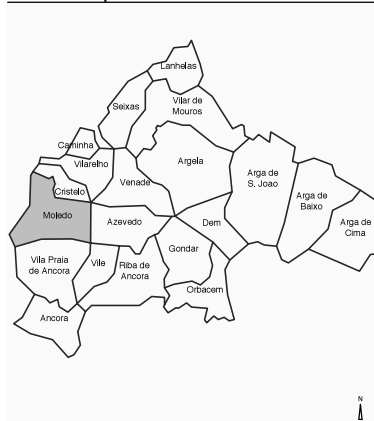 Lanhelas
Seixas
Vilar de
Mouros
Caminha
Vilarelho
Argela
Venade
Cristelo
Arga de
S. Joao
Arga de
Baixo
Arga de
Cima
Moledo
Azevedo
Dem
Gondar
Vila Praia
de Ancora
Vile
Riba de
Ancora
Orbacem
Ancora
N